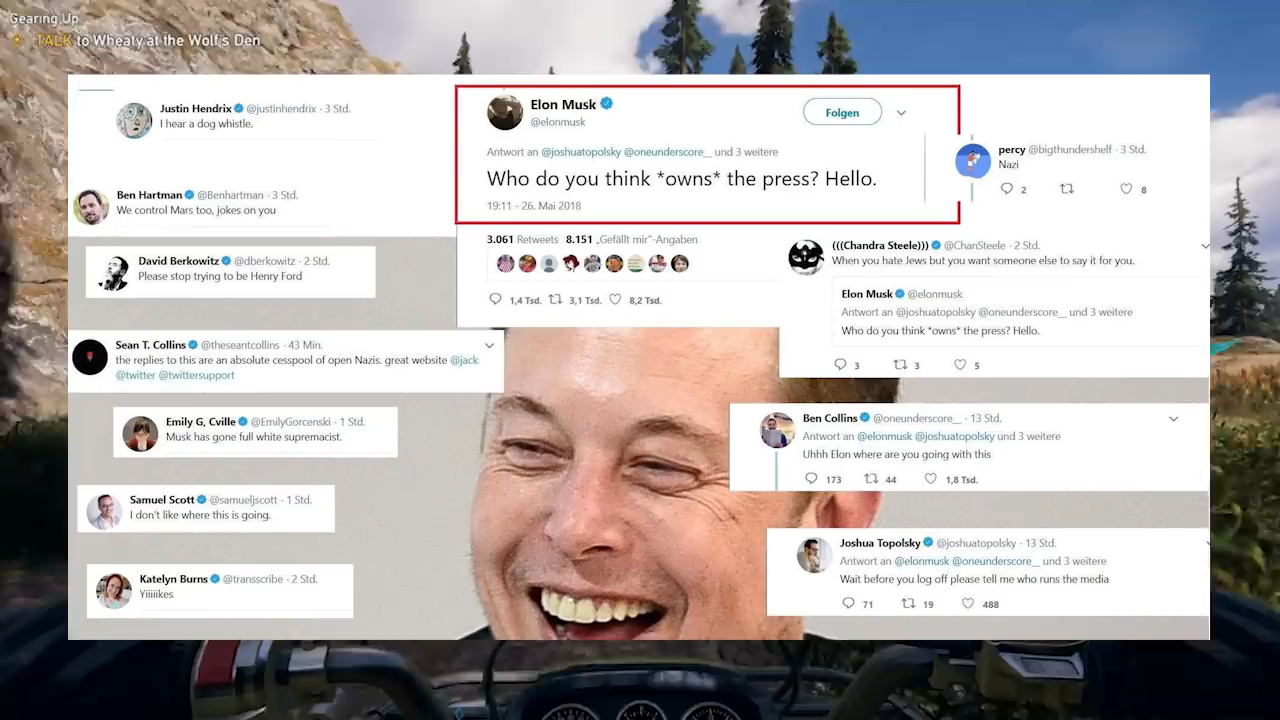 Gearing Up
TALK to Wheaty at the Wolf's Den
Justin Hendrix @justinhendrix · 3 Std.
I hear a dog whistle.
Ben Hartman @Benhartman · 3 Std.
We control Mars too, jokes on you
David Berkowitz @dberkowitz · 2 Std.
Please stop trying to be Henry Ford
Sean T. Collins @theseantcollins · 43 Min.
the replies to this are an absolute cesspool of open Nazis. great website @jack
@twitter @twittersupport
Emily G, Cville @EmilyGorcenski · 1 Std.
Musk has gone full white supremacist.
Samuel Scott @samueljscott · 1 Std.
I don't like where this is going.
Katelyn Burns @transscribe · 2 Std.
Yiiiiikes
Elon Musk
@elonmusk
Folgen
Antwort an @joshuatopolsky @oneunderscore__ und 3 weitere
Who do you think *owns* the press? Hello.
19:11 - 26. Mai 2018
3.061 Retweets 8.151 „Gefällt mir"-Angaben
1,4 Tsd. 3,1 Tsd. 8,2 Tsd.
percy @bigthundershelf · 3 Std.
Nazi
2 8
(((Chandra Steele))) @ChanSteele · 2 Std.
When you hate Jews but you want someone else to say it for you.
Elon Musk @elonmusk
Antwort an @joshuatopolsky @oneunderscore__ und 3 weitere
Who do you think *owns* the press? Hello.
3 3 5
Ben Collins @oneunderscore__ · 13 Std.
Antwort an @elonmusk @joshuatopolsky und 3 weitere
Uhhh Elon where are you going with this
173 44 1,8 Tsd.
Joshua Topolsky @joshuatopolsky · 13 Std.
Antwort an @elonmusk @oneunderscore__ und 3 weitere
Wait before you log off please tell me who runs the media
71 19 488